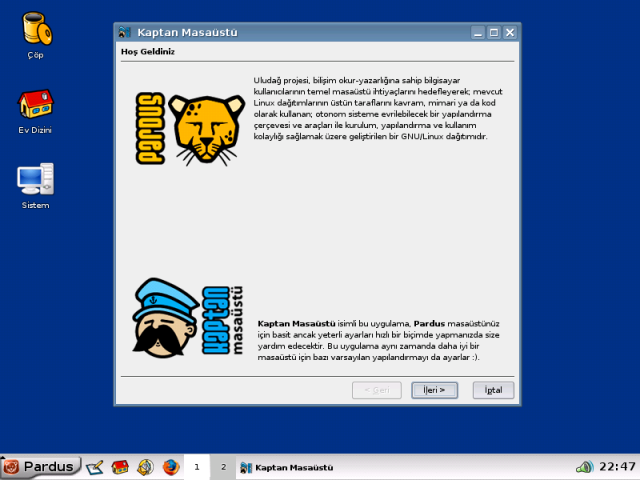 Kaptan Masaüstü
Hoş Geldiniz
Çöp
Ev Dizini
Sistem
pardus
Uludağ projesi, bilişim okur-yazarlığına sahip bilgisayar
kullanıcılarının temel masaüstü ihtiyaçlarını hedefleyerek; mevcut
Linux dağıtımlarının üstün taraflarını kavram, mimari ya da kod
olarak kullanan; otonom sisteme evrilebilecek bir yapılandırma
çerçevesi ve araçları ile kurulum, yapılandırma ve kullanım
kolaylığı sağlamak üzere geliştirilen bir GNU/Linux dağıtımıdır.
kaptan
masaüstü
Kaptan Masaüstü isimli bu uygulama, Pardus masaüstünüz
için basit ancak yeterli ayarları hızlı bir biçimde yapmanızda size
yardım edecektir. Bu uygulama aynı zamanda daha iyi bir
masaüstü için bazı varsayılan yapılandırmayı da ayarlar :).
< Geri
İleri >
İptal
Pardus
1
2
Kaptan Masaüstü
22:47